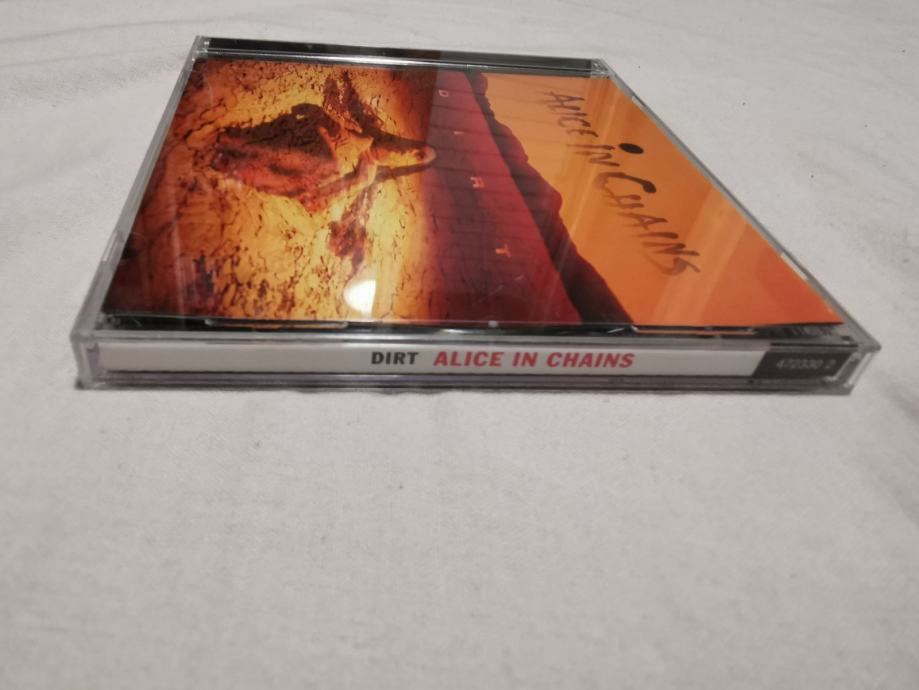 ALICE IN CHAINS
DIRT
DIRT ALICE IN CHAINS 472330 2